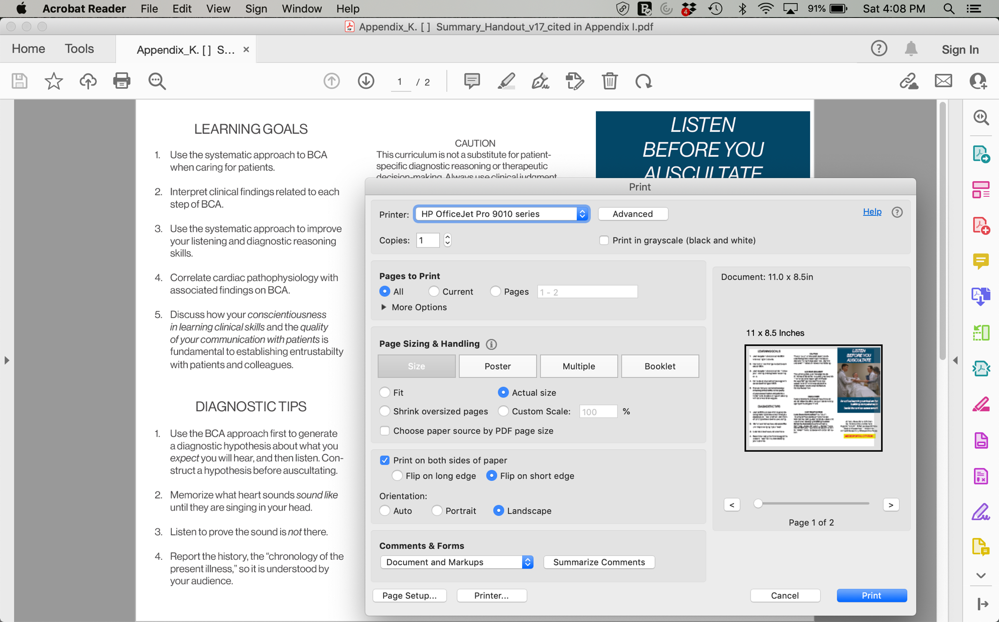 Acrobat Reader File Edit View Sign Window Help 4 91% Sat 4:08 PM
Appendix_K. [ ] Summary_Handout_v17_cited in Appendix I.pdf
Home Tools Appendix_K. [ ] S... × ? Sign In
1 / 2
LEARNING GOALS
1. Use the systematic approach to BCA
when caring for patients.
2. Interpret clinical findings related to each
step of BCA.
3. Use the systematic approach to improve
your listening and diagnostic reasoning
skills.
4. Correlate cardiac pathophysiology with
associated findings on BCA.
5. Discuss how your conscientiousness
in learning clinical skills and the quality
of your communication with patients is
fundamental to establishing entrustabilty
with patients and colleagues.
DIAGNOSTIC TIPS
1. Use the BCA approach first to generate
a diagnostic hypothesis about what you
expect you will hear, and then listen. Con-
struct a hypothesis before auscultating.
2. Memorize what heart sounds sound like
until they are singing in your head.
3. Listen to prove the sound is not there.
4. Report the history, the “chronology of the
present illness,” so it is understood by
your audience.
CAUTION
This curriculum is not a substitute for patient-
specific diagnostic reasoning or therapeutic
decision-making. Always use clinical judgment
LISTEN
BEFORE YOU
AUSCULTATE
Print
Printer: HP OfficeJet Pro 9010 series Advanced Help ?
Copies: 1 Print in grayscale (black and white)
Pages to Print
All Current Pages 1 - 2
More Options
Page Sizing & Handling
Size Poster Multiple Booklet
Fit Actual size
Shrink oversized pages Custom Scale: 100 %
Choose paper source by PDF page size
Print on both sides of paper
Flip on long edge Flip on short edge
Orientation:
Auto Portrait Landscape
Comments & Forms
Document and Markups Summarize Comments
Page Setup... Printer... Cancel Print
Document: 11.0 x 8.5in
11 x 8.5 Inches
LEARNING GOALS
DIAGNOSTIC TIPS
LISTEN
BEFORE YOU
AUSCULTATE
< >
Page 1 of 2